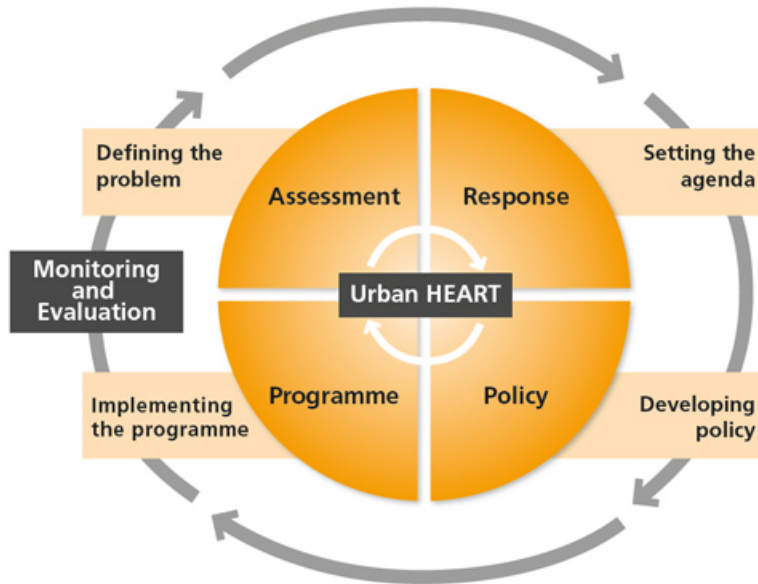 Defining the
problem
Assessment
Response
Setting the
agenda
Monitoring
and
Evaluation
Urban HEART
Implementing
the programme
Programme
Policy
Developing
policy